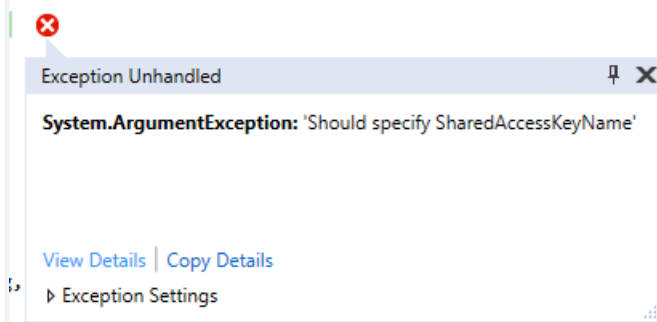 Exception Unhandled
System.ArgumentException: 'Should specify SharedAccessKeyName'
View Details | Copy Details
Exception Settings